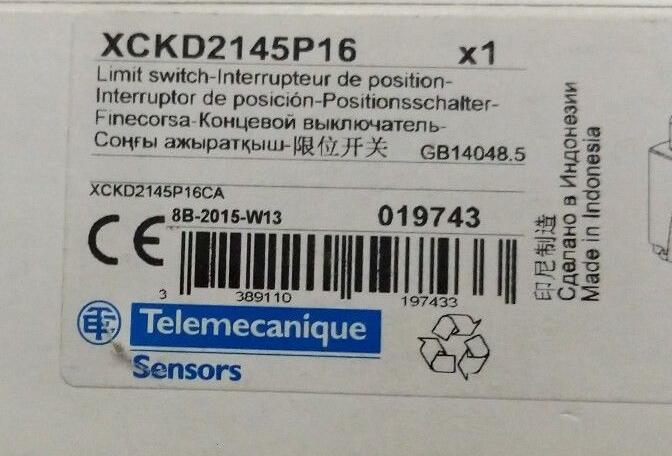 XCKD2145P16 x1
Limit switch-Interrupteur de position-
Interruptor de posición-Positionsschalter-
Finecorsa-Концевой выключатель-
Соңғы ажыратқыш-限位开关 GB14048.5
XCKD2145P16CA
CE 8B-2015-W13 019743
3 389110 197433
Telemecanique
Sensors
印尼制造
Сделано в Индонезии
Made in Indonesia